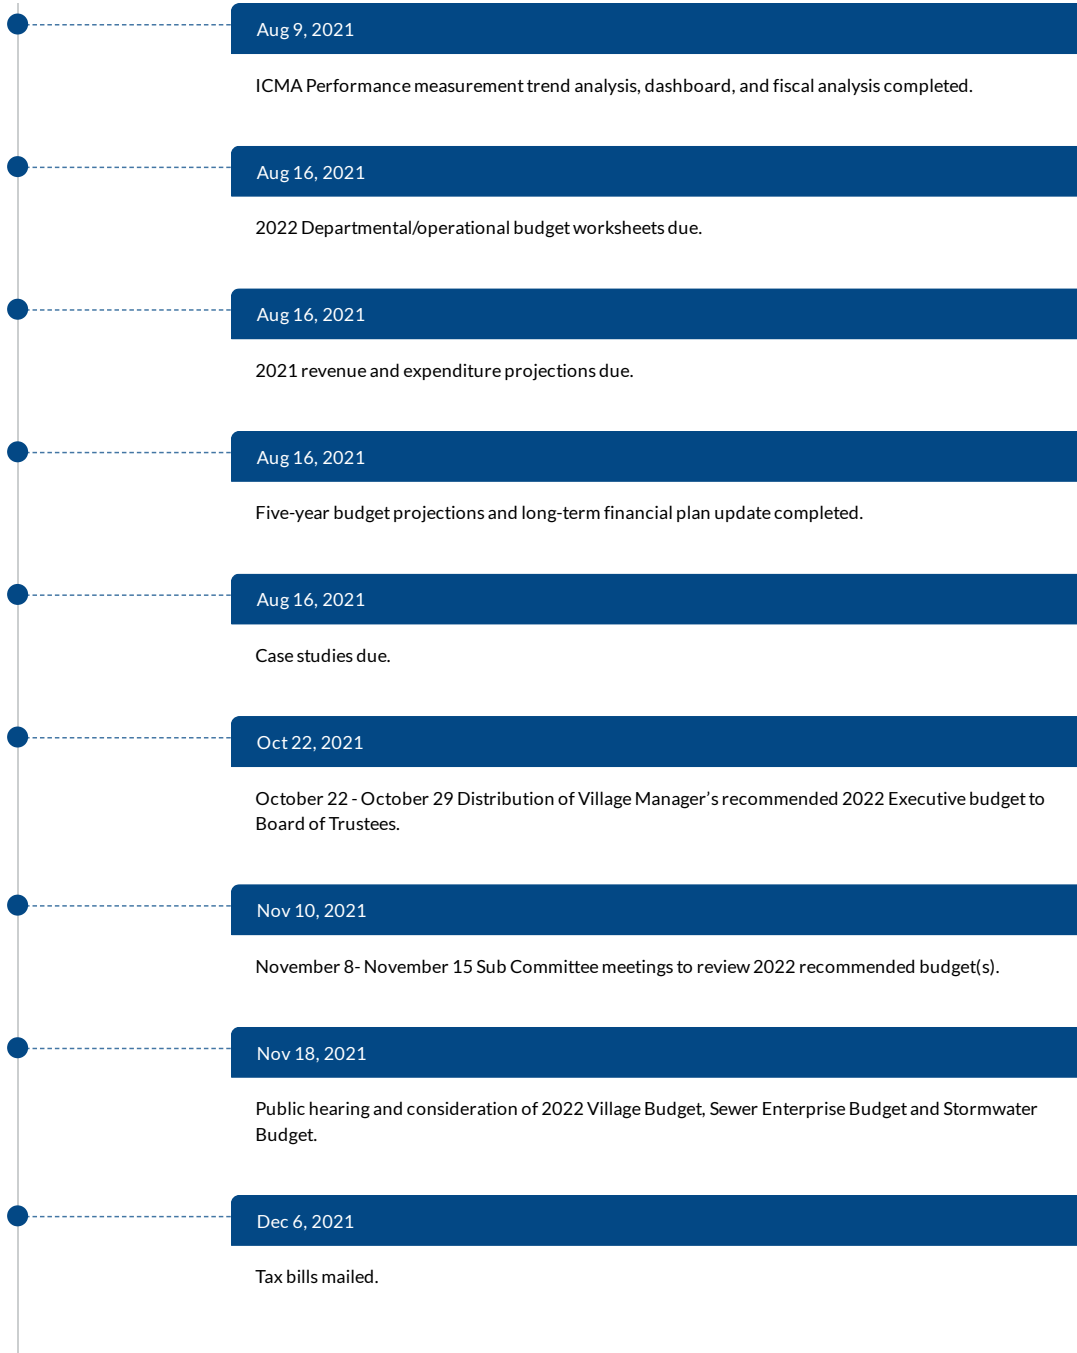 Aug 9, 2021
ICMA Performance measurement trend analysis, dashboard, and fiscal analysis completed.
Aug 16, 2021
2022 Departmental/operational budget worksheets due.
Aug 16, 2021
2021 revenue and expenditure projections due.
Aug 16, 2021
Five-year budget projections and long-term financial plan update completed.
Aug 16, 2021
Case studies due.
Oct 22, 2021
October 22 - October 29 Distribution of Village Manager’s recommended 2022 Executive budget to
Board of Trustees.
Nov 10, 2021
November 8- November 15 Sub Committee meetings to review 2022 recommended budget(s).
Nov 18, 2021
Public hearing and consideration of 2022 Village Budget, Sewer Enterprise Budget and Stormwater
Budget.
Dec 6, 2021
Tax bills mailed.